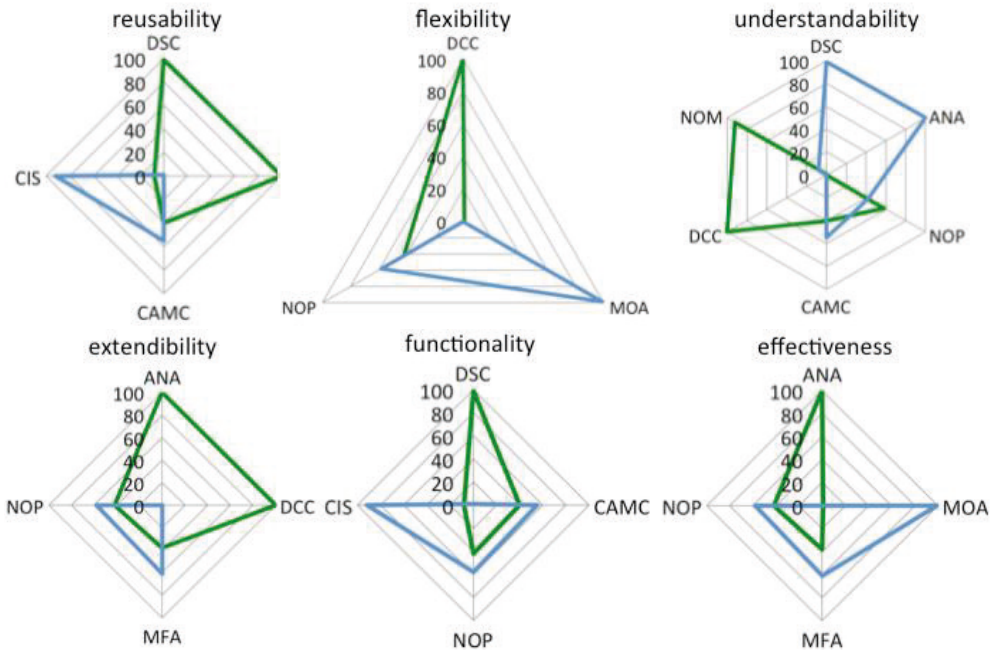 reusability
DSC
100
80
60
40
20
0
CIS
CAMC
flexibility
DCC
100
80
60
40
20
0
NOP
MOA
understandability
DSC
100
80
60
40
20
0
NOM
ANA
DCC
NOP
CAMC
extendibility
ANA
100
80
60
40
20
0
NOP
DCC
MFA
functionality
DSC
100
80
60
40
20
0
CIS
CAMC
NOP
effectiveness
ANA
100
80
60
40
20
0
NOP
MOA
MFA